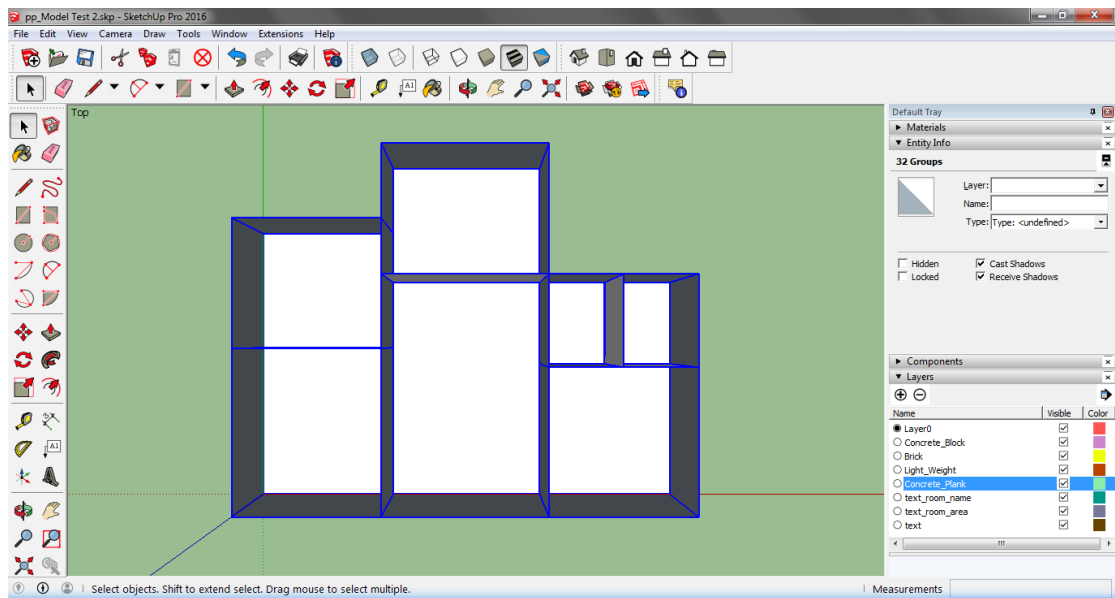 pp_Model Test 2.skp - SketchUp Pro 2016
File Edit View Camera Draw Tools Window Extensions Help
A1
Top
A1
Default Tray
Materials
Entity Info
32 Groups
Layer:
Name:
Type: Type: <undefined>
Hidden Cast Shadows
Locked Receive Shadows
Components
Layers
Name Visible Color
Layer0
Concrete_Block
Brick
Light_Weight
Concrete_Plank
text_room_name
text_room_area
text
Select objects. Shift to extend select. Drag mouse to select multiple. Measurements